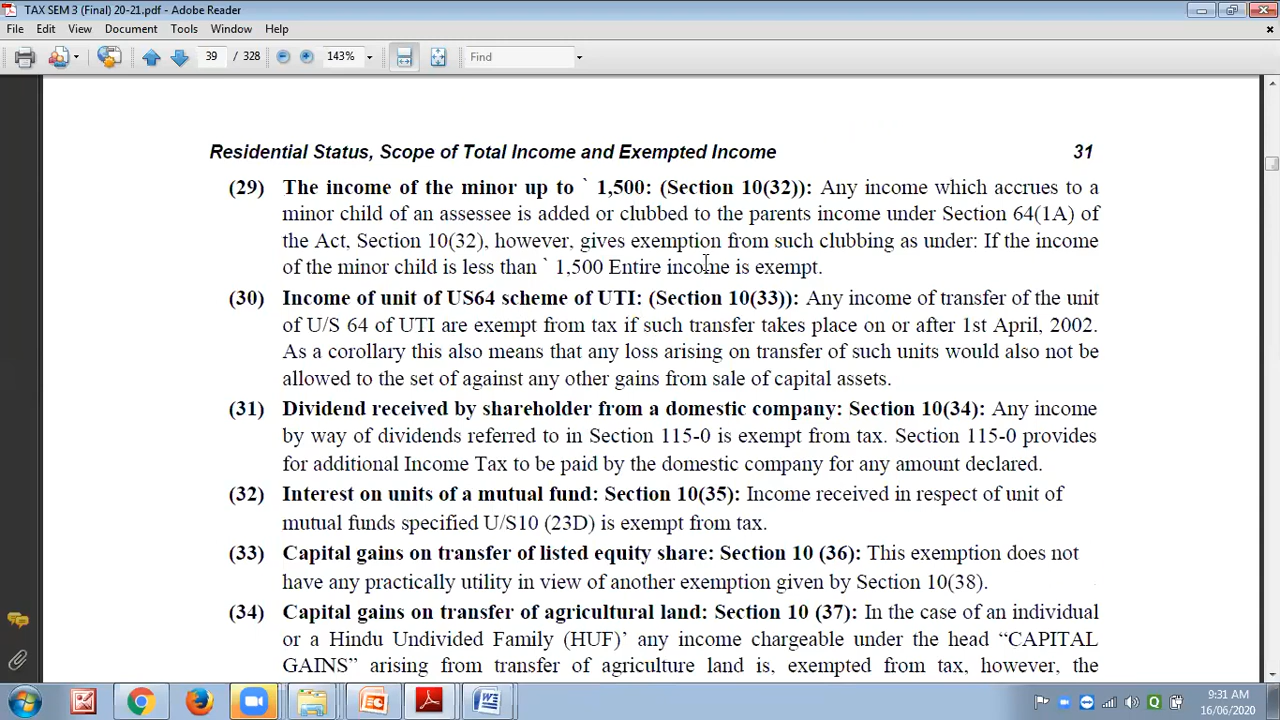 TAX SEM 3 (Final) 20-21.pdf - Adobe Reader
File Edit View Document Tools Window Help
39 / 328 143% Find
Residential Status, Scope of Total Income and Exempted Income 31
(29) The income of the minor up to ` 1,500: (Section 10(32)): Any income which accrues to a
minor child of an assessee is added or clubbed to the parents income under Section 64(1A) of
the Act, Section 10(32), however, gives exemption from such clubbing as under: If the income
of the minor child is less than ` 1,500 Entire income is exempt.
(30) Income of unit of US64 scheme of UTI: (Section 10(33)): Any income of transfer of the unit
of U/S 64 of UTI are exempt from tax if such transfer takes place on or after 1st April, 2002.
As a corollary this also means that any loss arising on transfer of such units would also not be
allowed to the set of against any other gains from sale of capital assets.
(31) Dividend received by shareholder from a domestic company: Section 10(34): Any income
by way of dividends referred to in Section 115-0 is exempt from tax. Section 115-0 provides
for additional Income Tax to be paid by the domestic company for any amount declared.
(32) Interest on units of a mutual fund: Section 10(35): Income received in respect of unit of
mutual funds specified U/S10 (23D) is exempt from tax.
(33) Capital gains on transfer of listed equity share: Section 10 (36): This exemption does not
have any practically utility in view of another exemption given by Section 10(38).
(34) Capital gains on transfer of agricultural land: Section 10 (37): In the case of an individual
or a Hindu Undivided Family (HUF)’ any income chargeable under the head “CAPITAL
GAINS” arising from transfer of agriculture land is, exempted from tax, however, the
9:31 AM
16/06/2020